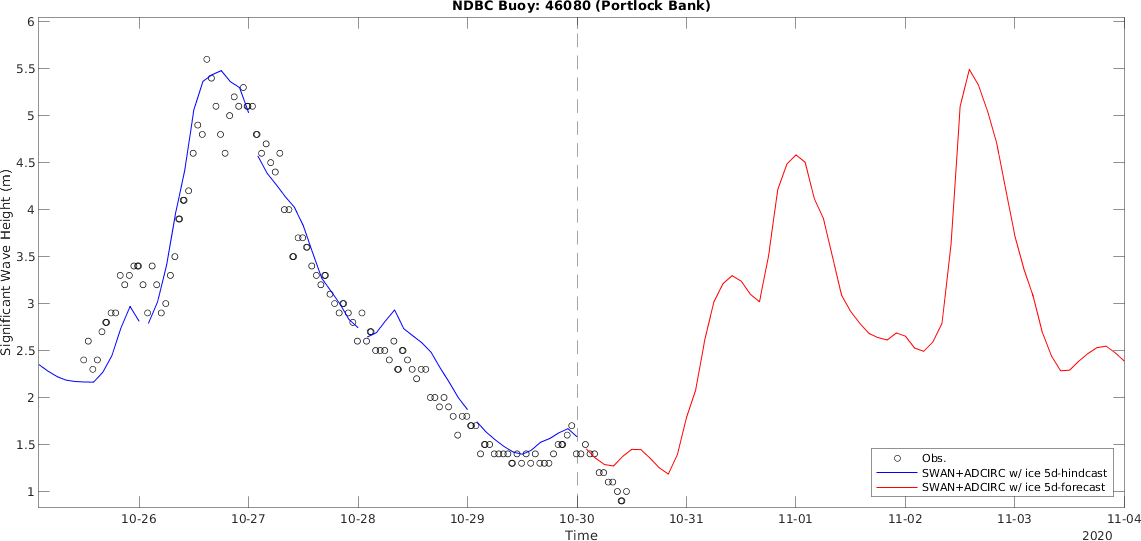 NDBC Buoy: 46080 (Portlock Bank)
6
5.5
5
4.5
4
3.5
3
2.5
2
1.5
1
Significant Wave Height (m)
Obs.
SWAN+ADCIRC w/ ice 5d-hindcast
SWAN+ADCIRC w/ ice 5d-forecast
10-26 10-27 10-28 10-29 10-30 10-31 11-01 11-02 11-03 11-04
Time
2020